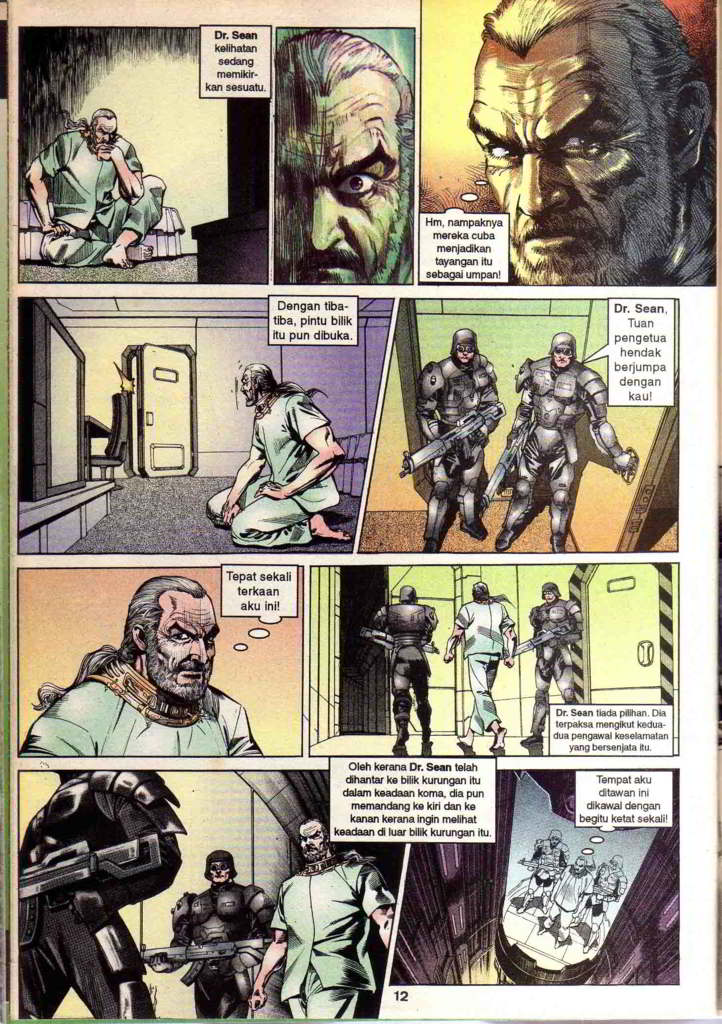 Dr. Sean
kelihatan
sedang
memikir-
kan sesuatu.
Hm, nampaknya
mereka cuba
menjadikan
tayangan itu
sebagai umpan!
Dengan tiba-
tiba, pintu bilik
itu pun dibuka.
Dr. Sean,
Tuan
pengetua
hendak
berjumpa
dengan
kau!
Tepat sekali
terkaan
aku ini!
Dr. Sean tiada pilihan. Dia
terpaksa mengikut kedua-
dua pengawal keselamatan
yang bersenjata itu.
Oleh kerana Dr. Sean telah
dihantar ke bilik kurungan itu
dalam keadaan koma, dia pun
memandang ke kiri dan ke
kanan kerana ingin melihat
keadaan di luar bilik kurungan itu.
Tempat aku
ditawan ini
dikawal dengan
begitu ketat sekali!
12